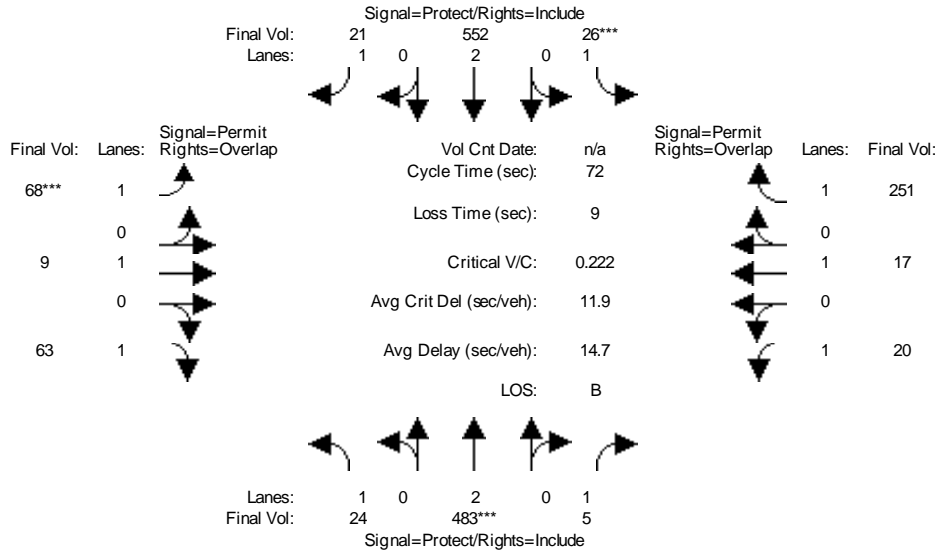 Signal=Protect/Rights=Include
Final Vol: 21 552 26***
Lanes: 1 0 2 0 1
Signal=Permit Signal=Permit
Final Vol: Lanes: Rights=Overlap Vol Cnt Date: n/a Rights=Overlap Lanes: Final Vol:
Cycle Time (sec): 72
68*** 1 1 251
Loss Time (sec): 9
0 0
9 1 Critical V/C: 0.222 1 17
0 Avg Crit Del (sec/veh): 11.9 0
63 1 Avg Delay (sec/veh): 14.7 1 20
LOS: B
Lanes: 1 0 2 0 1
Final Vol: 24 483*** 5
Signal=Protect/Rights=Include